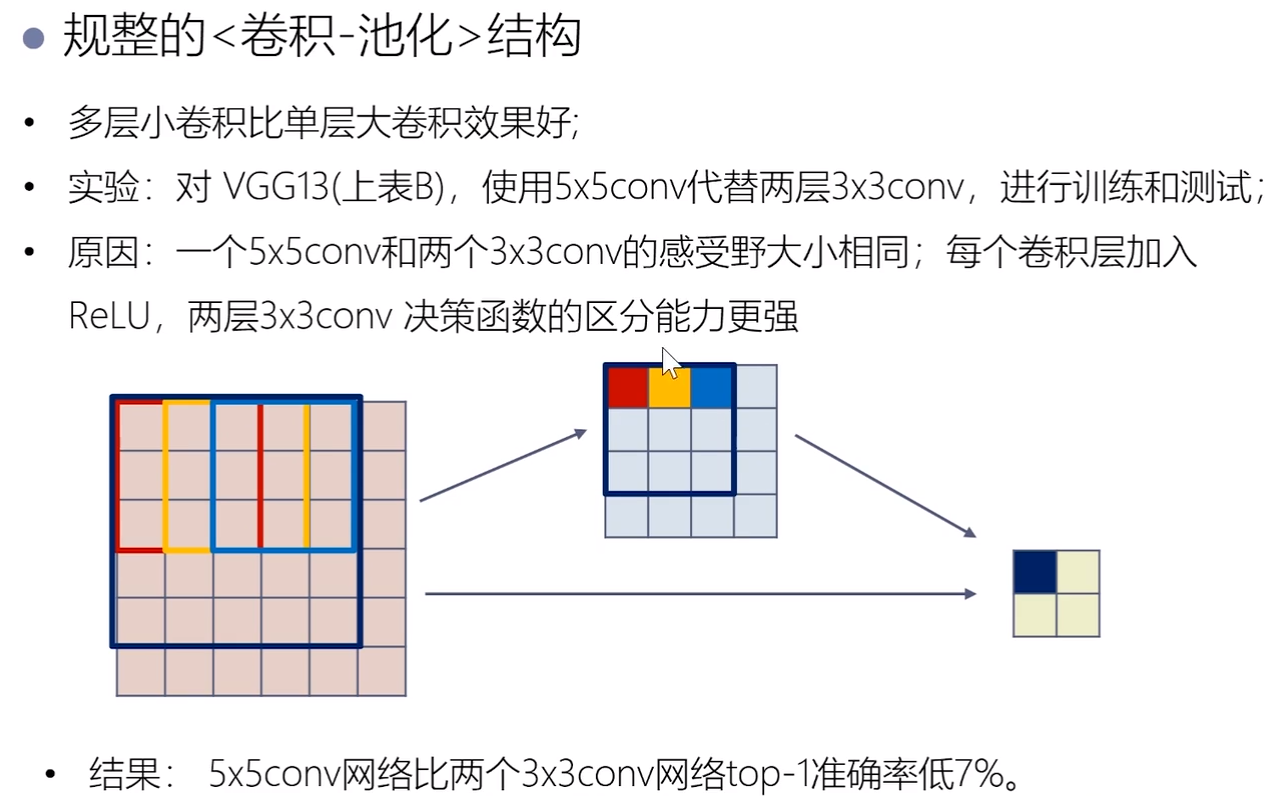 规整的<卷积-池化>结构
多层小卷积比单层大卷积效果好;
实验：对 VGG13(上表B)，使用5x5conv代替两层3x3conv，进行训练和测试；
原因：一个5x5conv和两个3x3conv的感受野大小相同；每个卷积层加入
ReLU，两层3x3conv 决策函数的区分能力更强
结果： 5x5conv网络比两个3x3conv网络top-1准确率低7%。